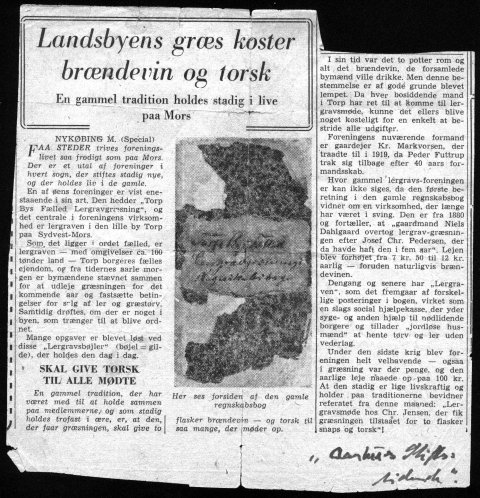 Landsbyens græs koster
brændevin og torsk
En gammel tradition holdes stadig i live
paa Mors
NYKØBING M. (Special)
FAA STEDER trives forenings-
livet saa frodigt som paa Mors.
Der er et utal af foreninger i
hvert sogn, der stiftes stadig nye,
og der holdes liv i de gamle.
En af øens foreninger er vist ene-
staaende i sin art. Den hedder „Torp
Bys Fælled Lergravgræsning", og
det centrale i foreningens virksom-
hed er lergraven i den lille by Torp
paa Sydvest-Mors.
Som det ligger i ordet fælled, er
lergraven — med omgivelser ca. 100
tønder land — Torp borgeres fælles
ejendom, og fra tidernes aarle mor-
gen er bymændene stævnet sammen
for at udleje græsningen for det
kommende aar og fastsætte betin-
gelser for salg af ler og græstørv.
Samtidig drøftes, om der er noget i
byen, som trænger til at blive ord-
net.
Mange opgaver er blevet løst ved
disse „Lergravsbøjler" (bøjel = gil-
de), der holdes den dag i dag.
SKAL GIVE TORSK
TIL ALLE MØDTE
En gammel tradition, der har
været med til at holde sammen
paa medlemmerne, og som stadig
holdes trofast i ære, er, at den,
der faar græsningen, skal give to
Her ses forsiden af den gamle
regnskabsbog
flasker brændevin — og torsk til
saa mange, der møder op.
I sin tid var det to potter rom og
alt det brændevin, de forsamlede
bymænd ville drikke. Men denne be-
stemmelse er af gode grunde blevet
lempet. Da hver bosiddende mand
i Torp har ret til at komme til ler-
gravsmøde, kunne det ellers blive
noget kosteligt for en enkelt at be-
stride alle udgifter.
Foreningens nuværende formand
er gaardejer Kr. Markvorsen, der
traadte til i 1919, da Peder Futtrup
trak sig tilbage efter 40 aars for-
mandsskab.
Hvor gammel lergravs-foreningen
er kan ikke siges, da den første be-
retning i den gamle regnskabsbog
vidner om en virksomhed, der længe
har været i sving. Den er fra 1880
og fortæller, at „gaardmand Niels
Dahlgaard overtog lergrav-græsnin-
gen efter Josef Chr. Pedersen, der
da havde haft den i fem aar". Lejen
blev forhøjet fra 7 kr. 50 til 12 kr.
aarlig — foruden naturligvis bræn-
devinen.
Dengang og senere har „Lergra-
ven", som det fremgaar af forskel-
lige posteringer i bogen, virket som
en slags social hjælpekasse, der yder
syge- og anden hjælp til nødlidende
borgere og tillader „jordløse hus-
mænd" at hente tørv og ler uden
vederlag.
Under den sidste krig blev for-
eningen helt velhavende — ogsaa
i græsning var der penge, og den
aarlige leje naaede op paa 100 kr.
At den stadig er lige livskraftig og
holder paa traditionerne bevidner
referatet fra denne maaned: „Ler-
gravsmøde hos Chr. Jensen, der fik
græsningen tilstaaet for to flasker
snaps og torsk"!
„Aarhus Stifts-
tidende".